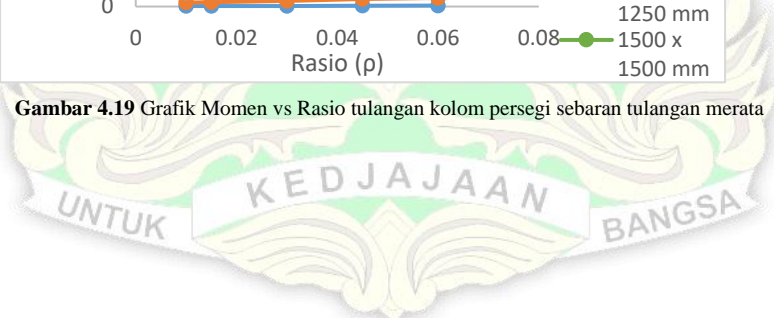 0
1250 mm
0 0.02 0.04 0.06 0.08 1500 x
Rasio (ρ) 1500 mm
Gambar 4.19 Grafik Momen vs Rasio tulangan kolom persegi sebaran tulangan merata
UNTUK KEDJAJAAN BANGSA